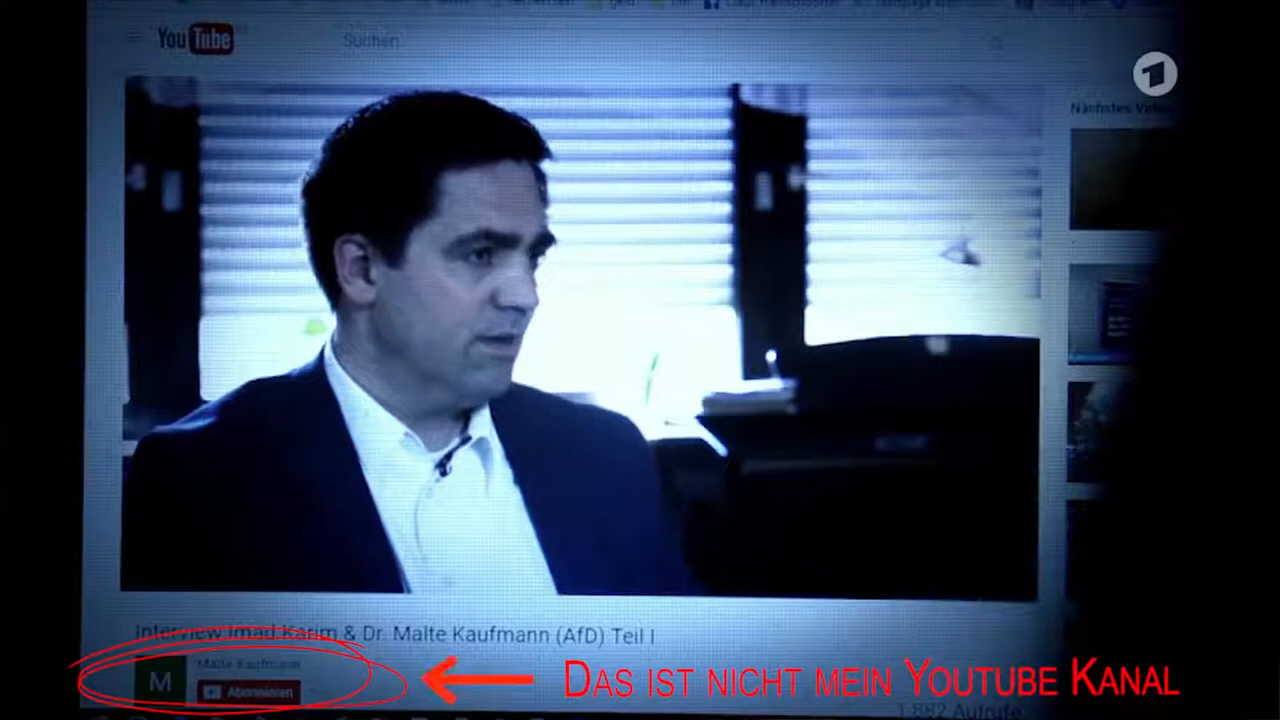 YouTube
Suchen
Nächstes Video
Interview Imad Karim & Dr. Malte Kaufmann (AfD) Teil I
M
Malte Kaufmann
Abonnieren
DAS IST NICHT MEIN YOUTUBE KANAL
1.882 Aufrufe